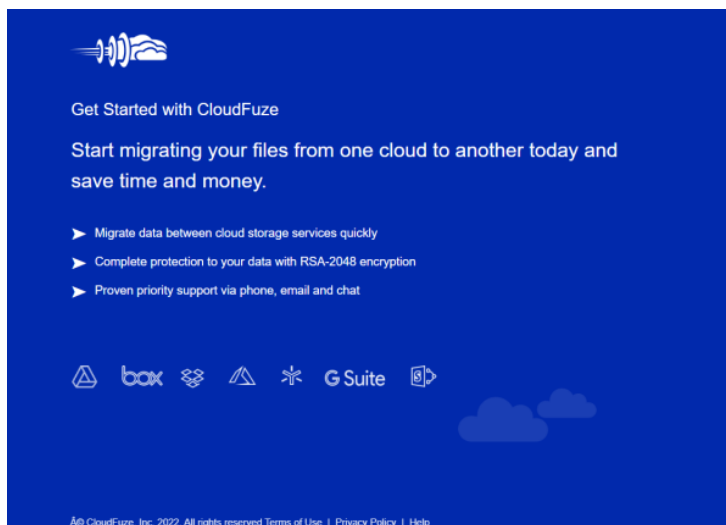 Get Started with CloudFuze
Start migrating your files from one cloud to another today and
save time and money.
Migrate data between cloud storage services quickly
Complete protection to your data with RSA-2048 encryption
Proven priority support via phone, email and chat
box G Suite S
Â© CloudFuze, Inc. 2022. All rights reserved Terms of Use | Privacy Policy | Help